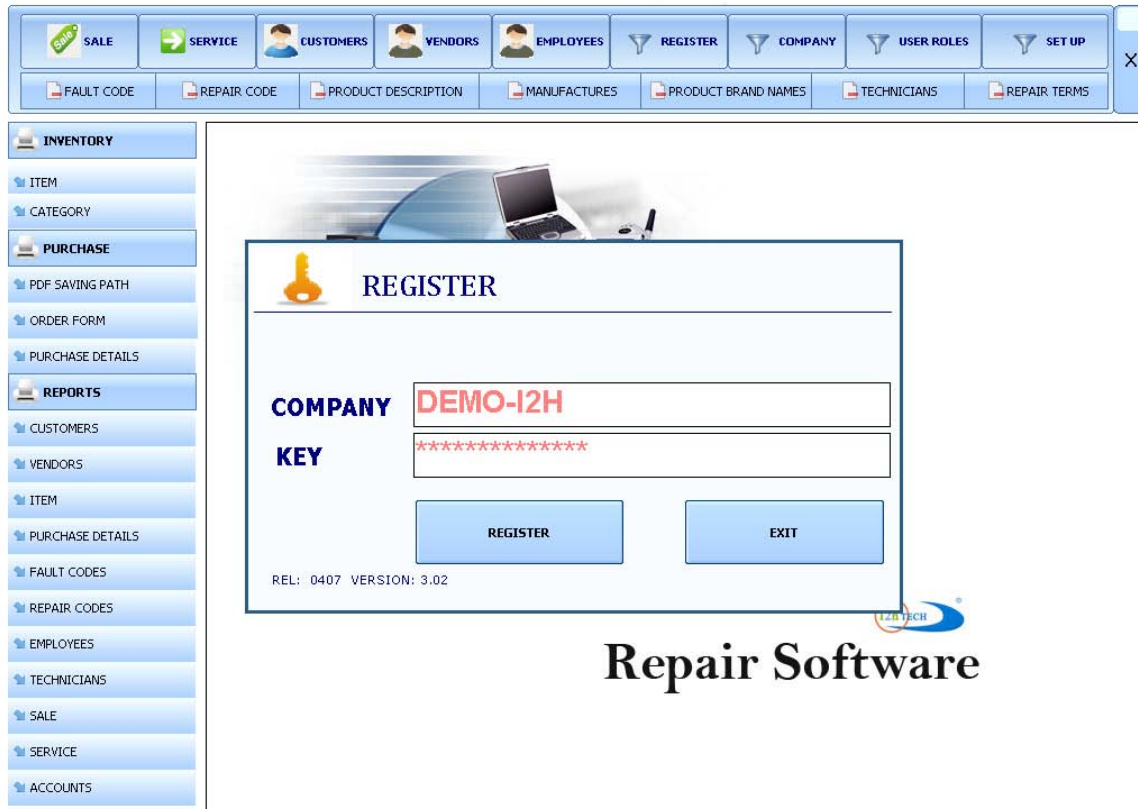 SALE SERVICE CUSTOMERS VENDORS EMPLOYEES REGISTER COMPANY USER ROLES SET UP
X
FAULT CODE REPAIR CODE PRODUCT DESCRIPTION MANUFACTURES PRODUCT BRAND NAMES TECHNICIANS REPAIR TERMS
INVENTORY
ITEM
CATEGORY
PURCHASE
PDF SAVING PATH
ORDER FORM
PURCHASE DETAILS
REPORTS
CUSTOMERS
VENDORS
ITEM
PURCHASE DETAILS
FAULT CODES
REPAIR CODES
EMPLOYEES
TECHNICIANS
SALE
SERVICE
ACCOUNTS
REGISTER
COMPANY DEMO-I2H
KEY **************
REGISTER EXIT
REL: 0407 VERSION: 3.02
I2H TECH
Repair Software